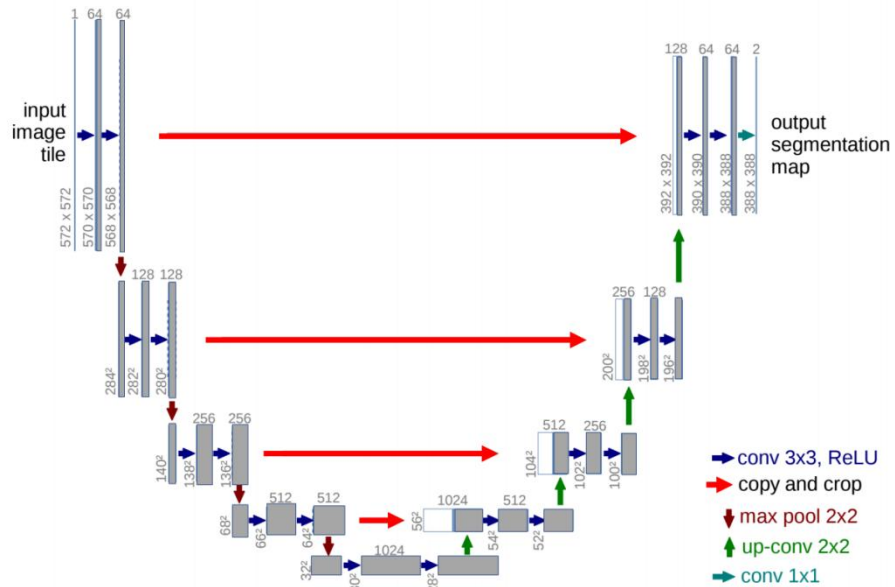 1 64 64
input
image
tile
572 x 572
570 x 570
568 x 568
128 64 64 2
output
segmentation
map
392 x 392
390 x 390
388 x 388
388 x 388
128 128
284²
282²
280²
256 128
200²
198²
196²
256 256
140²
138²
136²
512 256
104²
102²
100²
512 512
68²
66²
64²
1024 512
56²
54²
52²
1024
32²
conv 3x3, ReLU
copy and crop
max pool 2x2
up-conv 2x2
conv 1x1